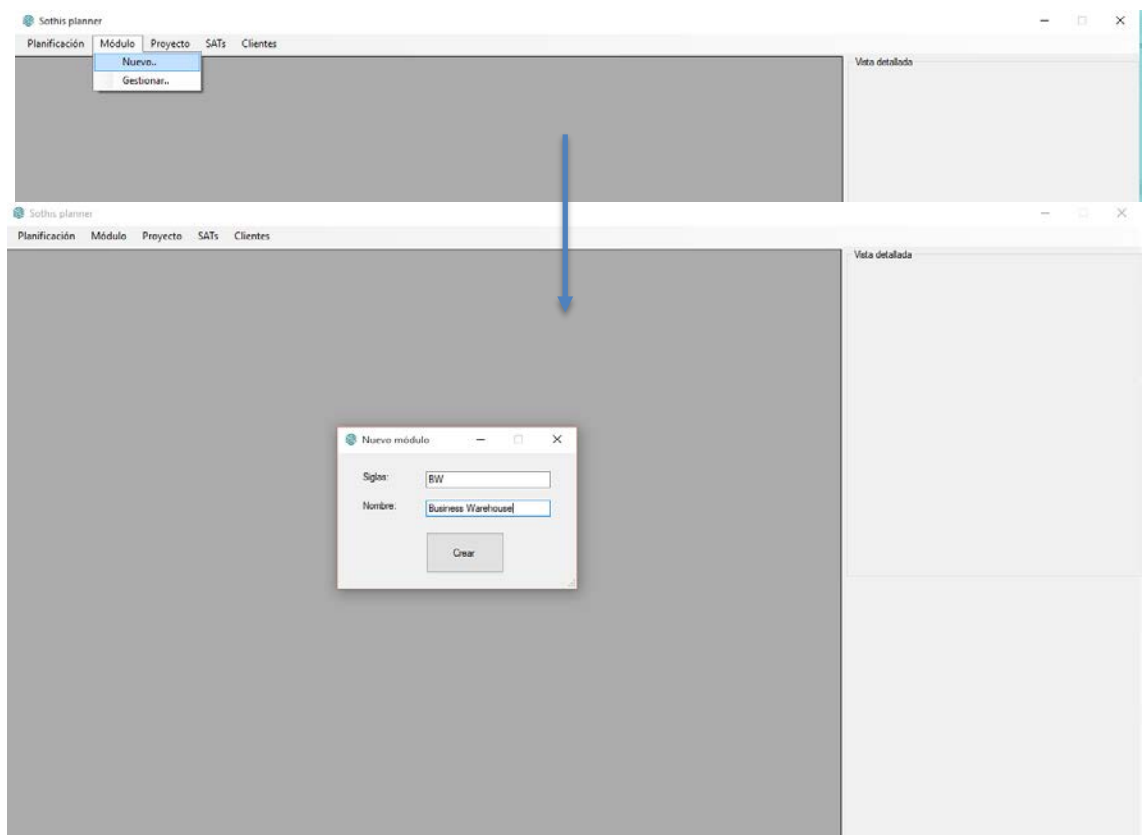 Sothis planner
Planificación Módulo Proyecto SATs Clientes
Nuevo..
Gestionar..
Vista detallada
Sothis planner
Planificación Módulo Proyecto SATs Clientes
Vista detallada
Nuevo módulo
Siglas: BW
Nombre: Business Warehouse
Crear